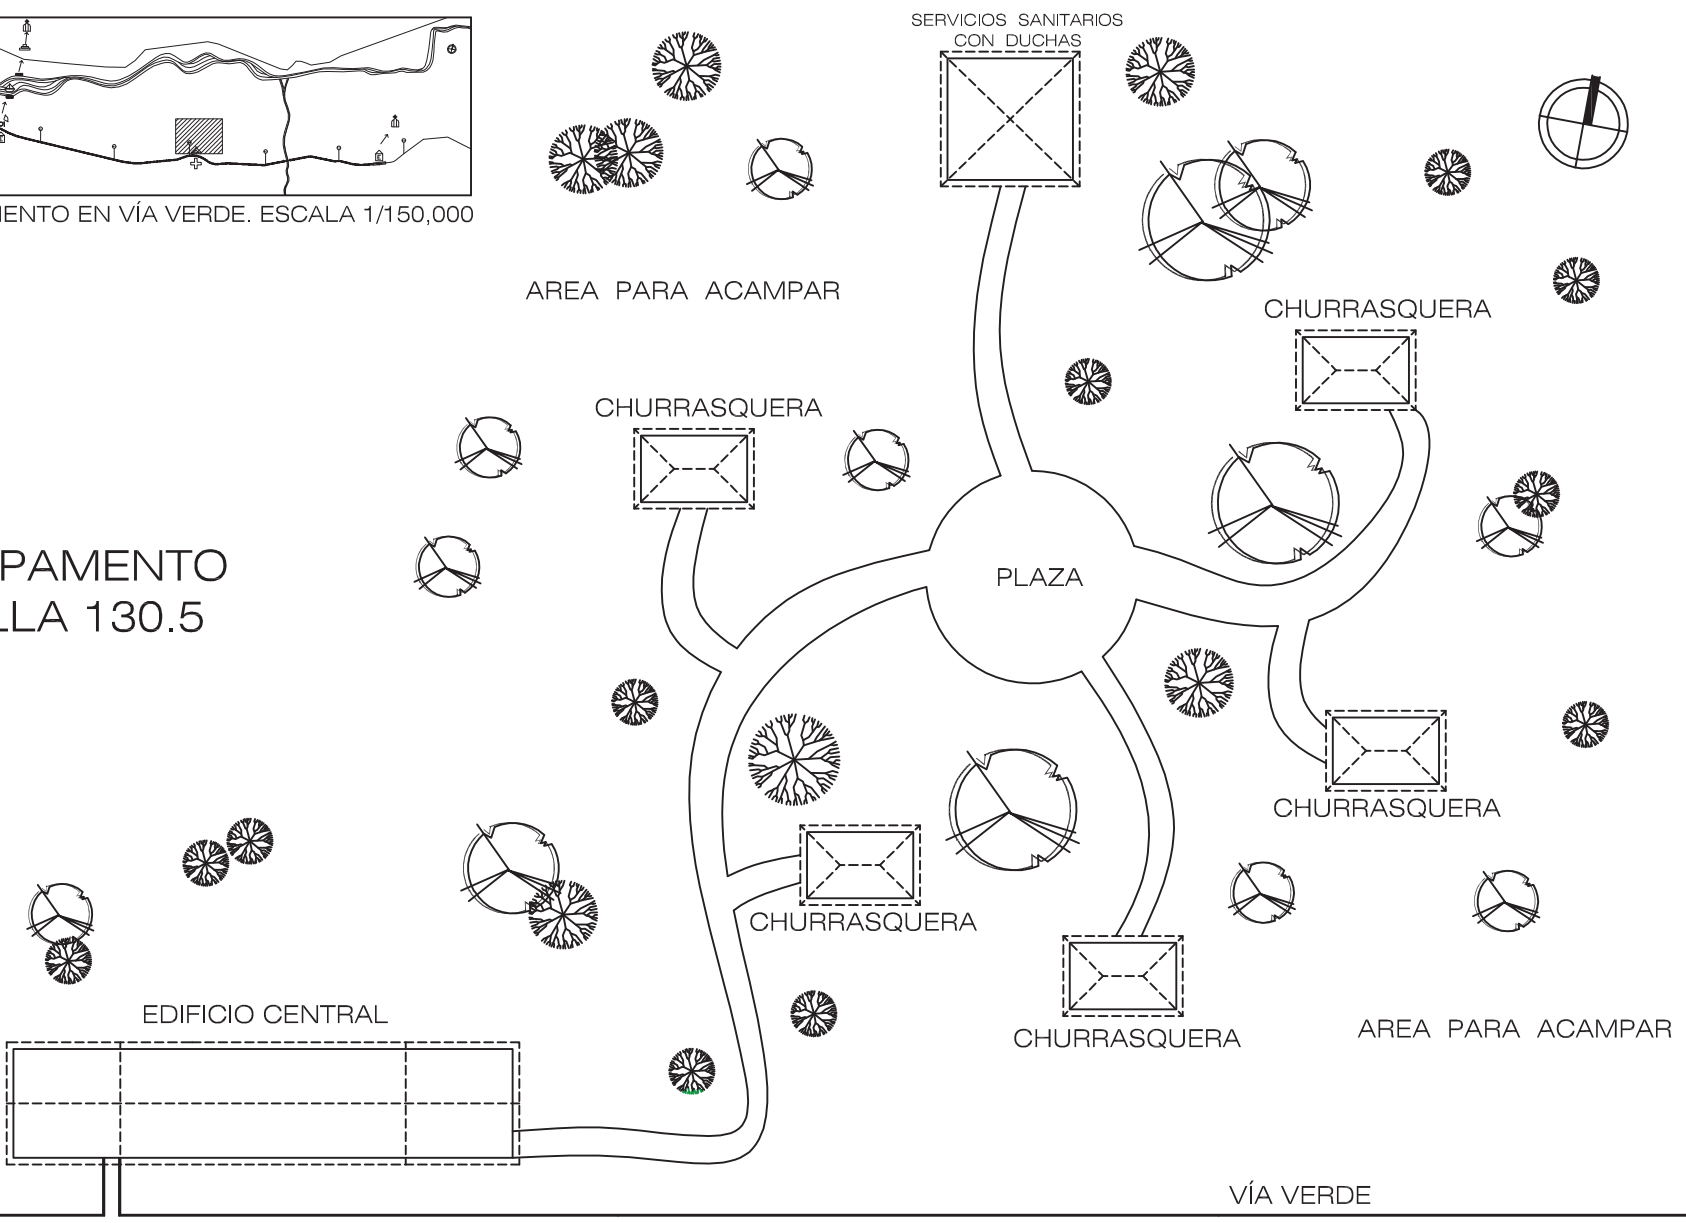 SERVICIOS SANITARIOS
CON DUCHAS
IENTO EN VÍA VERDE. ESCALA 1/150,000
AREA PARA ACAMPAR
CHURRASQUERA
CHURRASQUERA
PAMENTO
LLA 130.5
PLAZA
CHURRASQUERA
CHURRASQUERA
EDIFICIO CENTRAL
CHURRASQUERA
AREA PARA ACAMPAR
VÍA VERDE